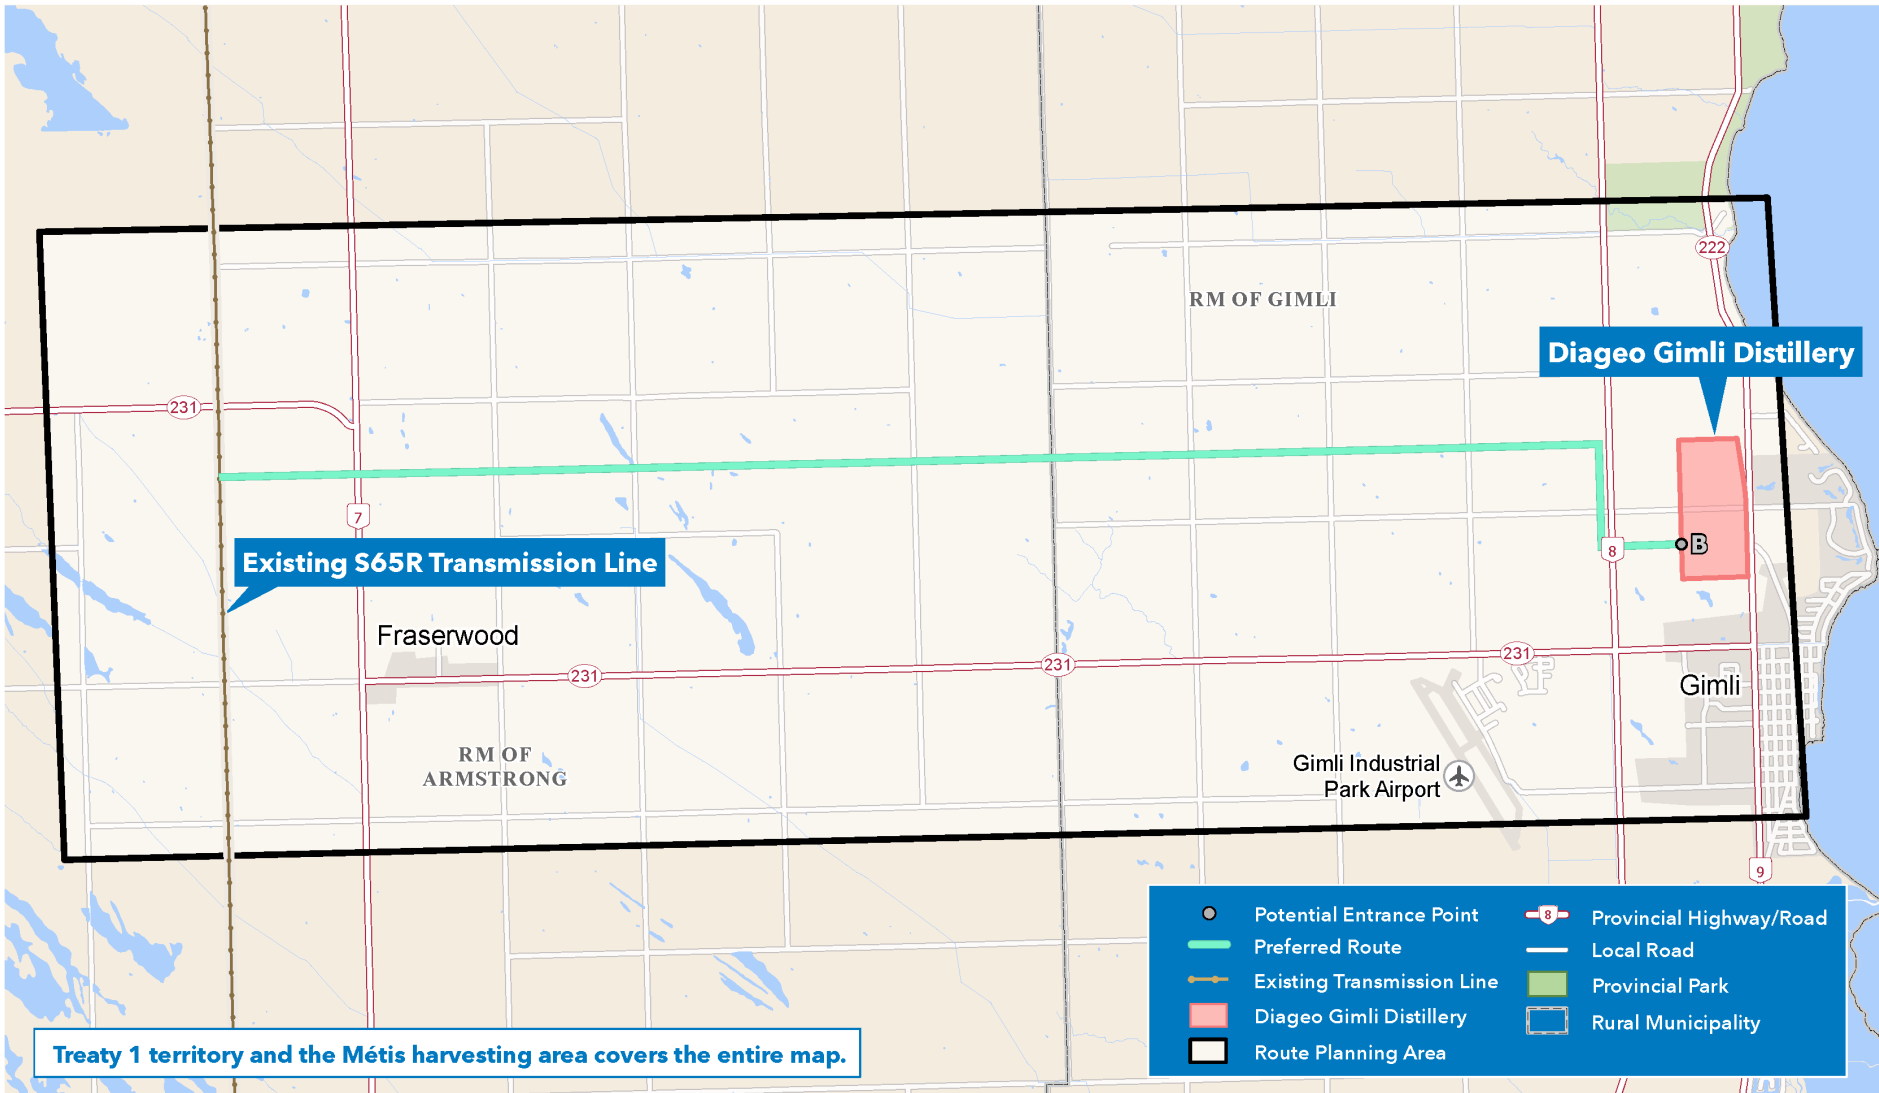 222
RM OF GIMLI
Diageo Gimli Distillery
231
7
Existing S65R Transmission Line
8
B
Fraserwood
231
231
231
Gimli
RM OF
ARMSTRONG
Gimli Industrial
Park Airport
9
Potential Entrance Point
Preferred Route
Existing Transmission Line
Diageo Gimli Distillery
Route Planning Area
8
Provincial Highway/Road
Local Road
Provincial Park
Rural Municipality
Treaty 1 territory and the Métis harvesting area covers the entire map.